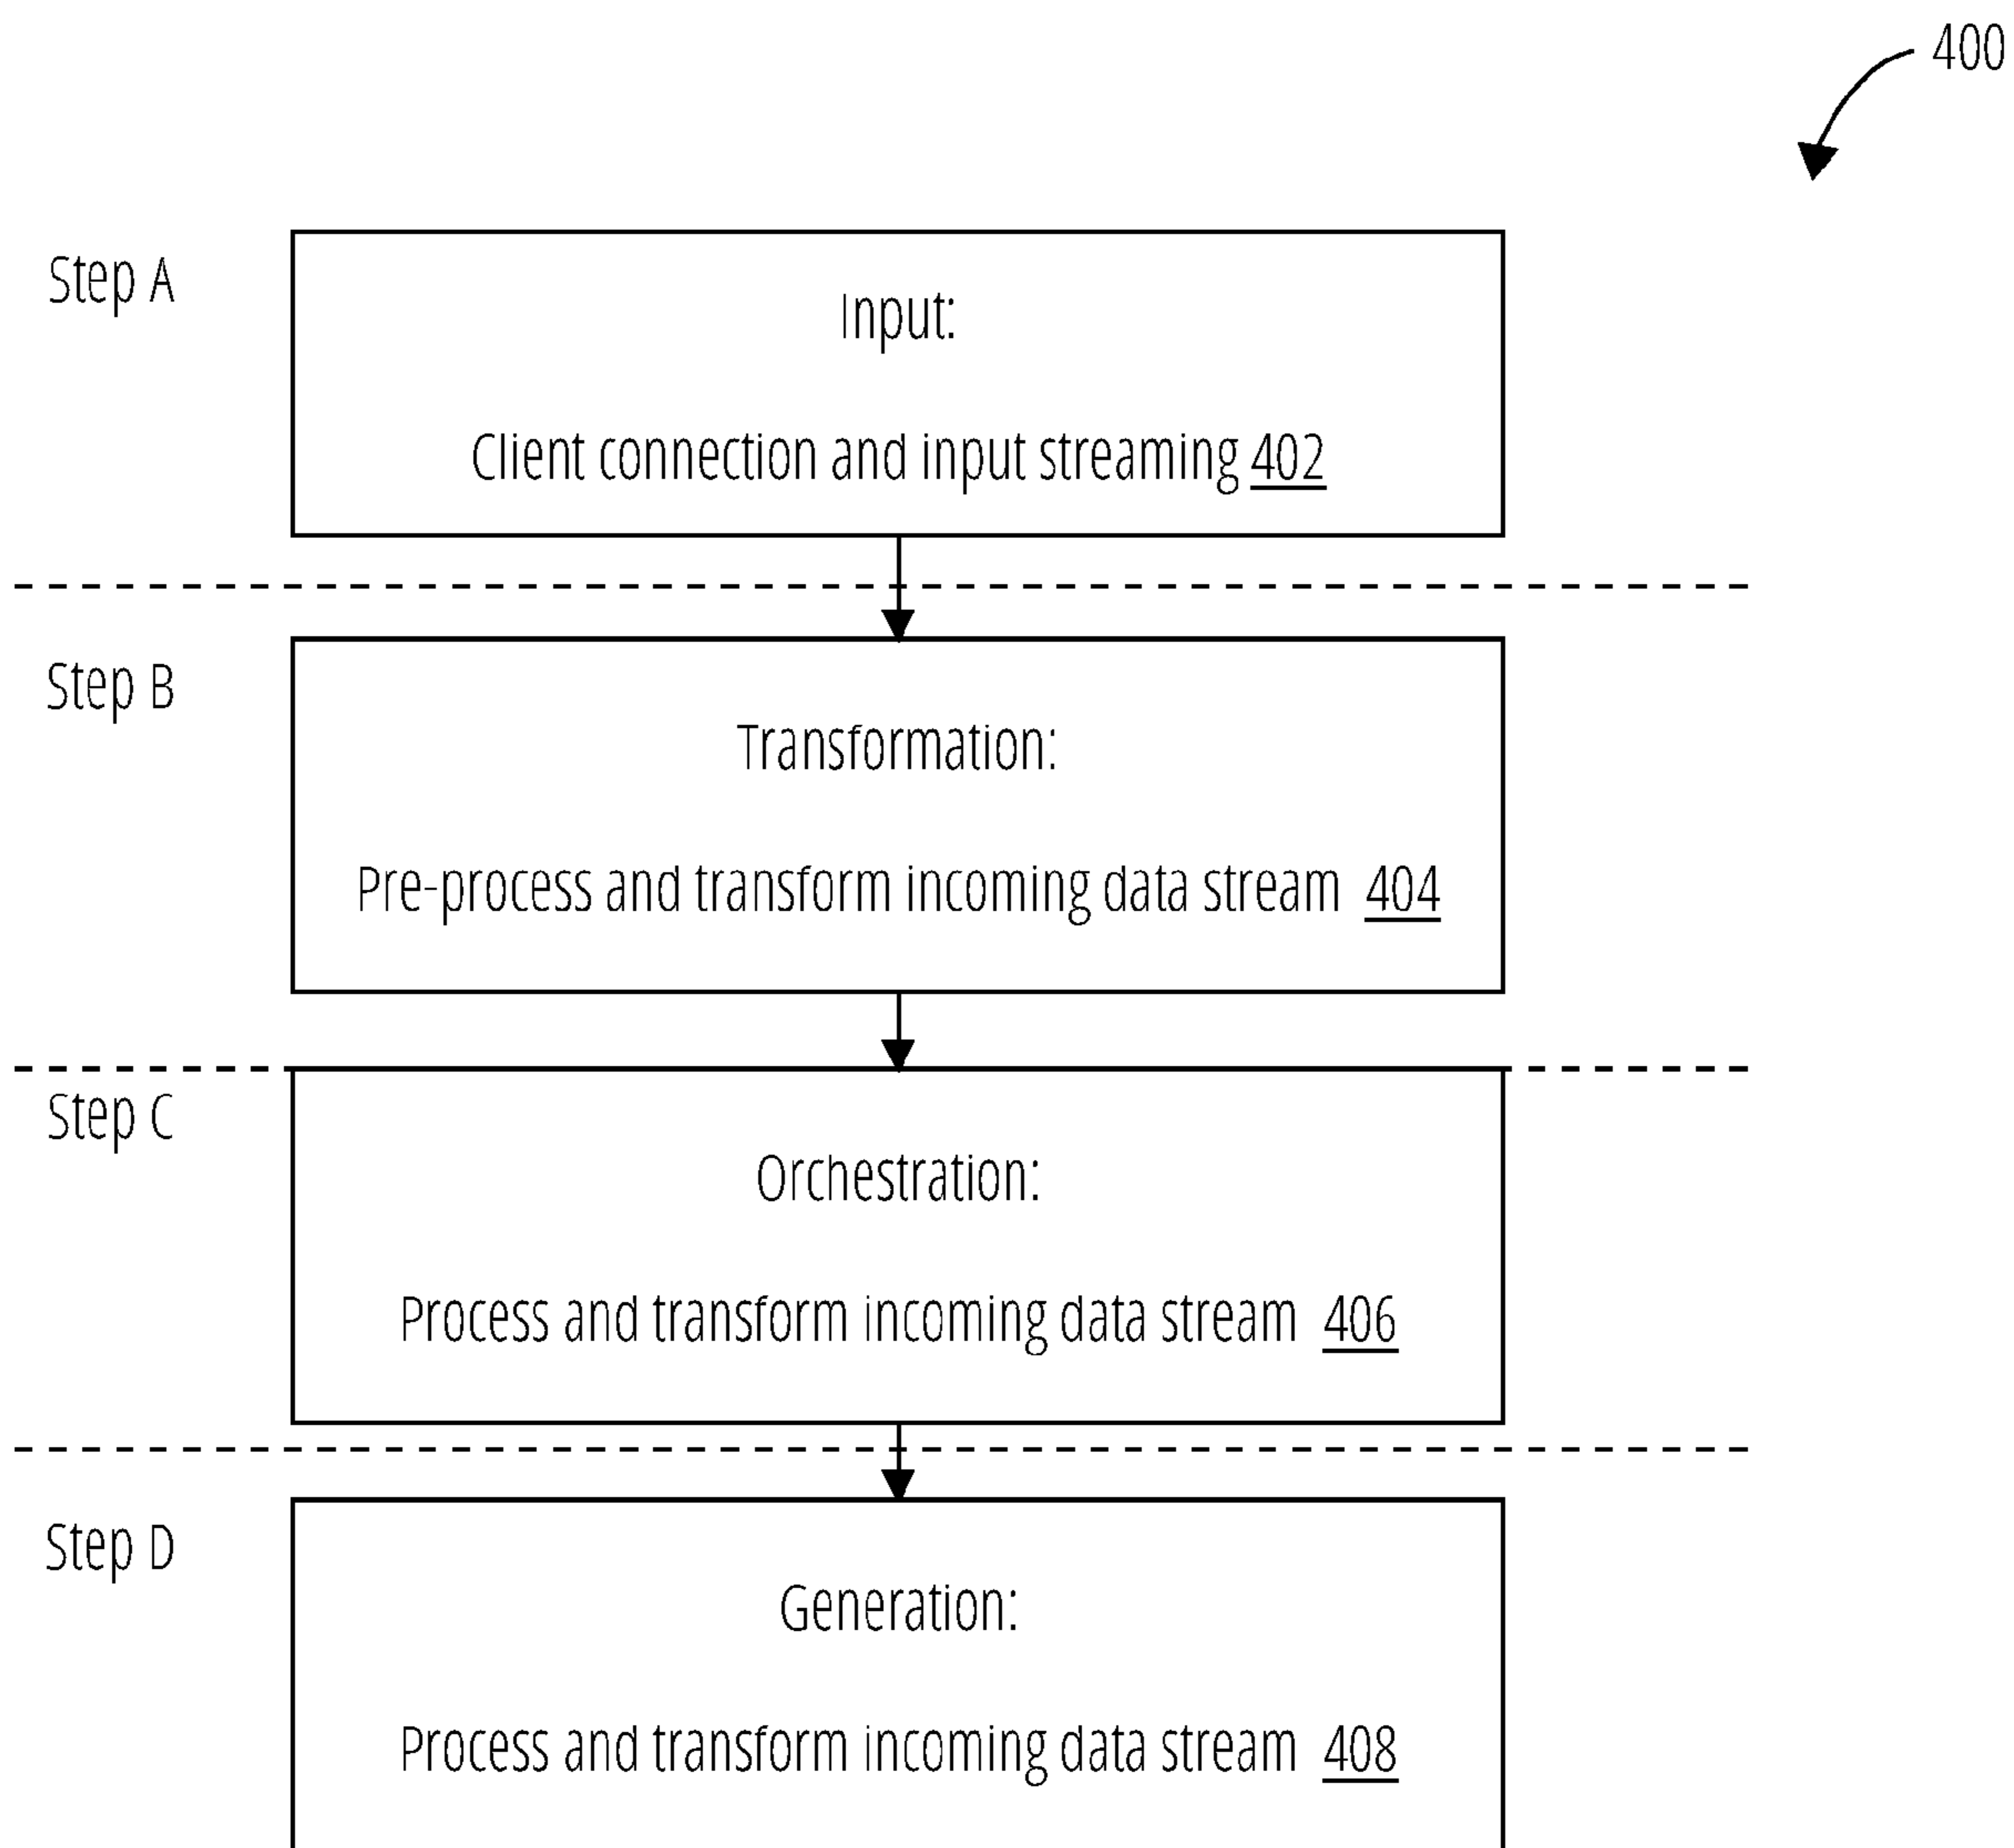 400
Step A
Input:
Client connection and input streaming 402
Step B
Transformation:
Pre-process and transform incoming data stream 404
Step C
Orchestration:
Process and transform incoming data stream 406
Step D
Generation:
Process and transform incoming data stream 408